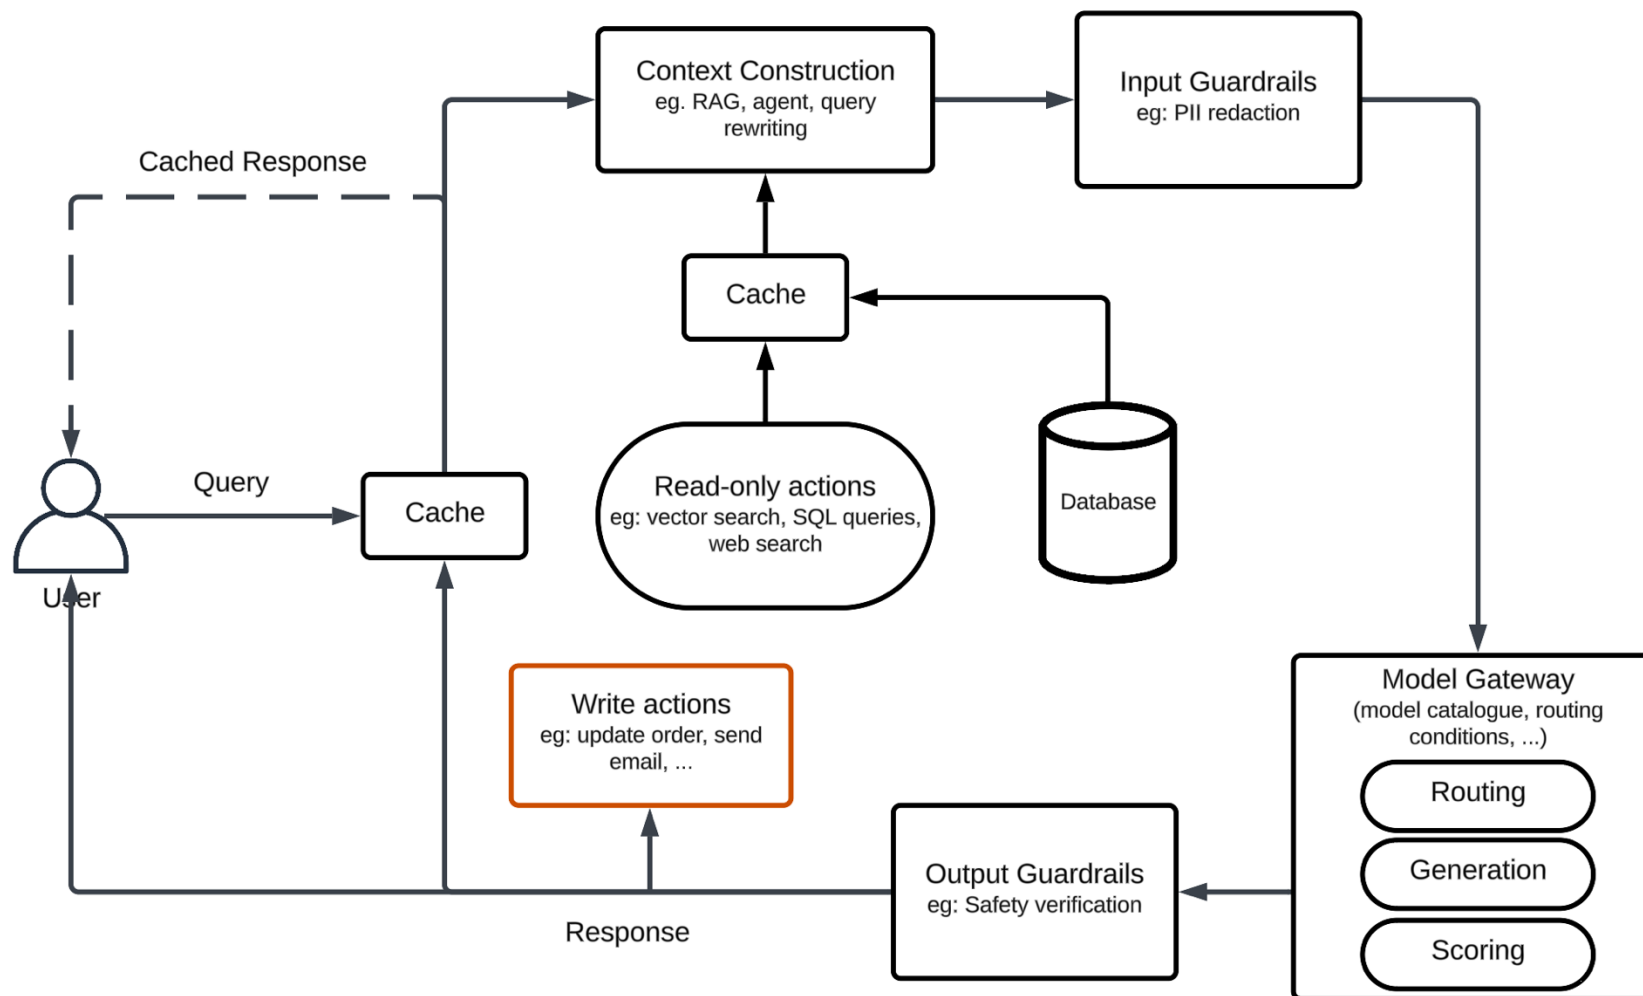 Context Construction
eg. RAG, agent, query
rewriting
Input Guardrails
eg: PII redaction
Cached Response
Cache
Query
Cache
Read-only actions
eg: vector search, SQL queries,
web search
Database
User
Write actions
eg: update order, send
email, ...
Model Gateway
(model catalogue, routing
conditions, ...)
Routing
Generation
Scoring
Output Guardrails
eg: Safety verification
Response